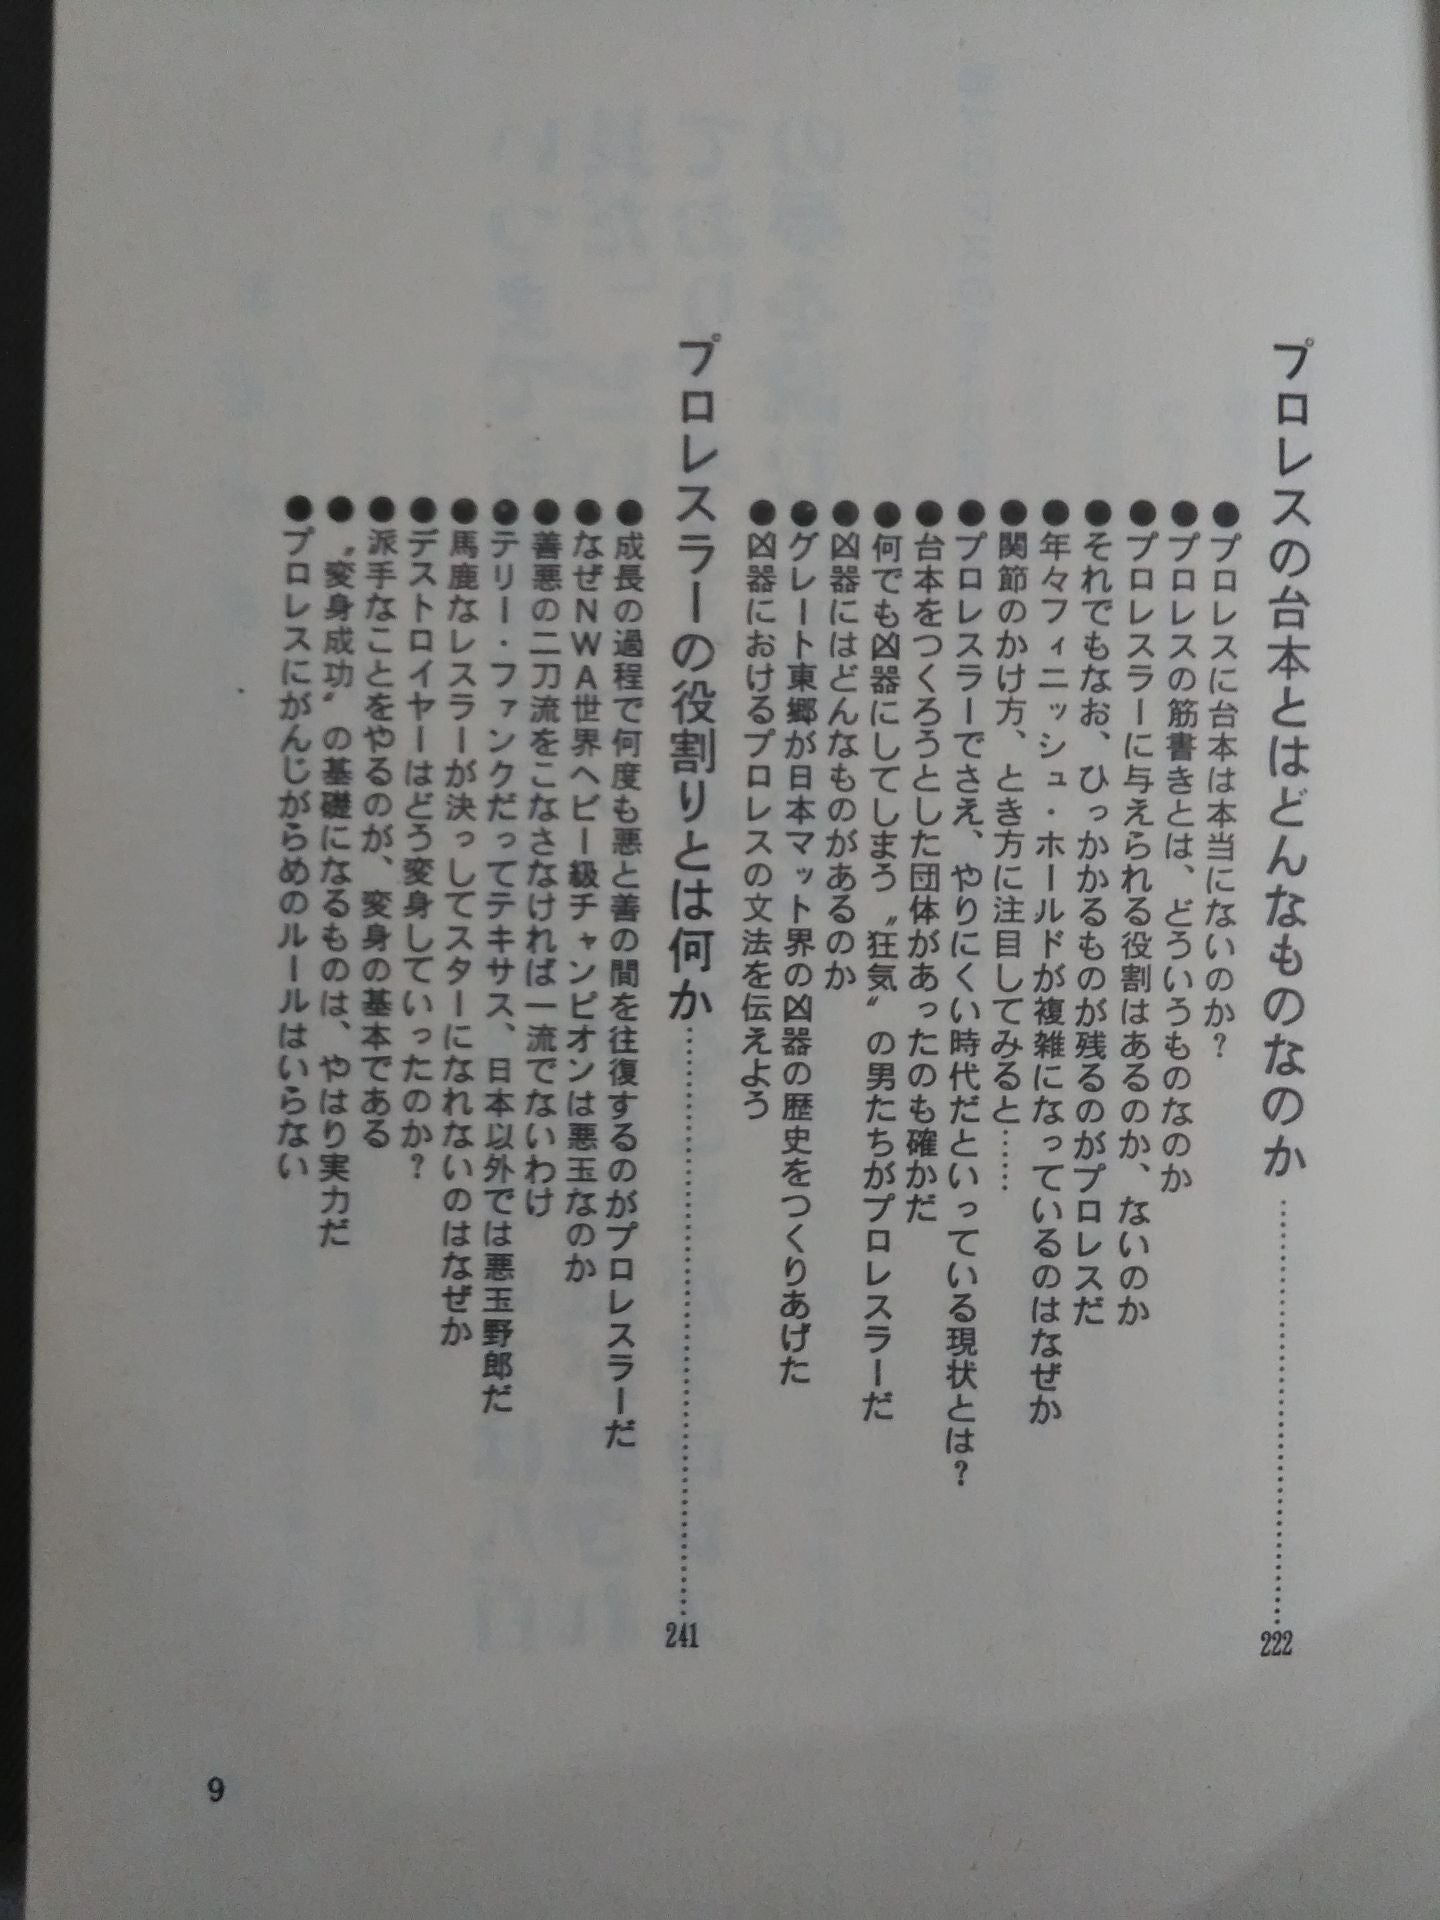 プロレスの台本とはどんなものなのか……………………222
●プロレスに台本は本当にないのか?
●プロレスの筋書きとは、どういうものなのか
●プロレスラーに与えられる役割はあるのか、ないのか
●それでもなお、ひっかかるものが残るのがプロレスだ
●年々フィニッシュ・ホールドが複雑になっているのはなぜか
●関節のかけ方、とき方に注目してみると……
●プロレスラーでさえ、やりにくい時代だといっている現状とは?
●台本をつくろうとした団体があったのも確かだ
●何でも凶器にしてしまう〝狂気〟の男たちがプロレスラーだ
●凶器にはどんなものがあるのか
●グレート東郷が日本マット界の凶器の歴史をつくりあげた
●凶器におけるプロレスの文法を伝えよう
プロレスラーの役割りとは何か……………………………241
●成長の過程で何度も悪と善の間を往復するのがプロレスラーだ
●なぜNWA世界ヘビー級チャンピオンは悪玉なのか
●善悪の二刀流をこなさなければ一流でないわけ
●テリー・ファンクだってテキサス、日本以外では悪玉野郎だ
●馬鹿なレスラーが決ってスターになれないのはなぜか
●デストロイヤーはどう変身していったのか?
●派手なことをやるのが、変身の基本である
●〝変身成功〟の基礎になるものは、やはり実力だ
●プロレスにがんじがらめのルールはいらない
9